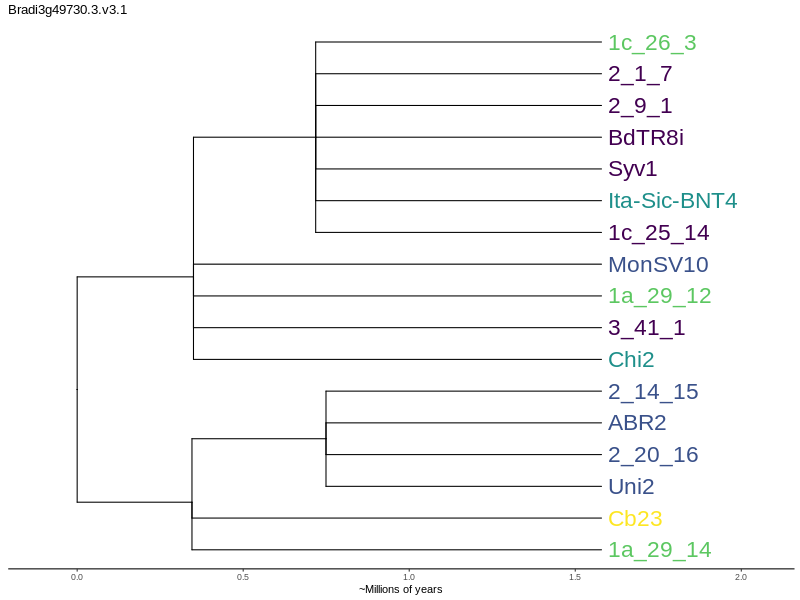 Bradi3g49730.3.v3.1
1c_26_3
2_1_7
2_9_1
BdTR8i
Syv1
Ita-Sic-BNT4
1c_25_14
MonSV10
1a_29_12
3_41_1
Chi2
2_14_15
ABR2
2_20_16
Uni2
Cb23
1a_29_14
0.0 0.5 1.0 1.5 2.0
~Millions of years